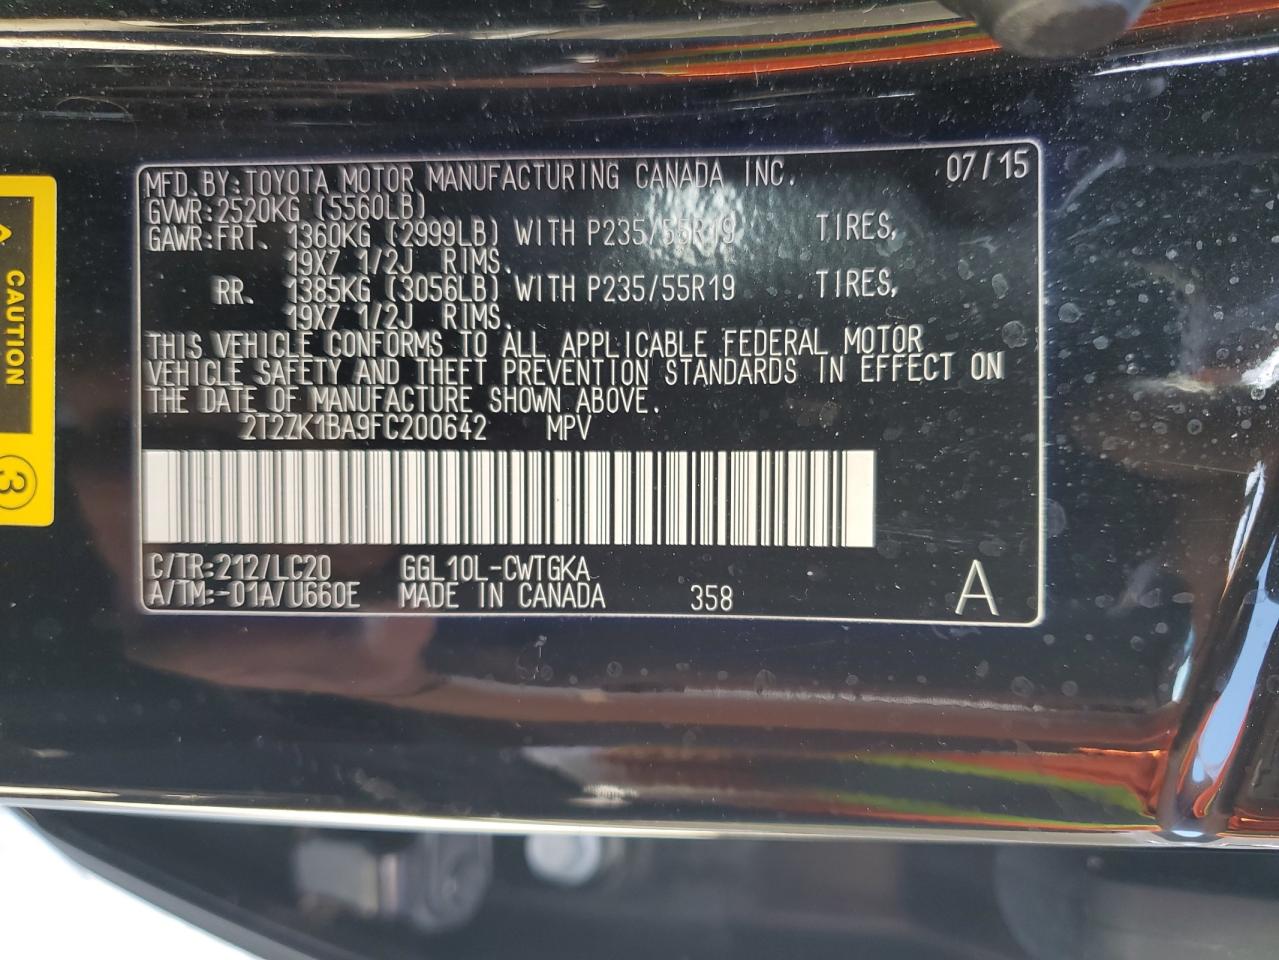 MFD.BY:TOYOTA MOTOR MANUFACTURING CANADA INC. 07/15
GVWR:2520KG (5560LB)
GAWR:FRT. 1360KG (2999LB) WITH P235/55R19 TIRES,
19X7 1/2J RIMS.
RR. 1385KG (3056LB) WITH P235/55R19 TIRES,
19X7 1/2J RIMS.
THIS VEHICLE CONFORMS TO ALL APPLICABLE FEDERAL MOTOR
VEHICLE SAFETY AND THEFT PREVENTION STANDARDS IN EFFECT ON
THE DATE OF MANUFACTURE SHOWN ABOVE.
2T2ZK1BA9FC200642 MPV
C/TR:212/LC20 GGL10L-CWTGKA
A/TM:-01A/U660E MADE IN CANADA 358 A
CAUTION
3